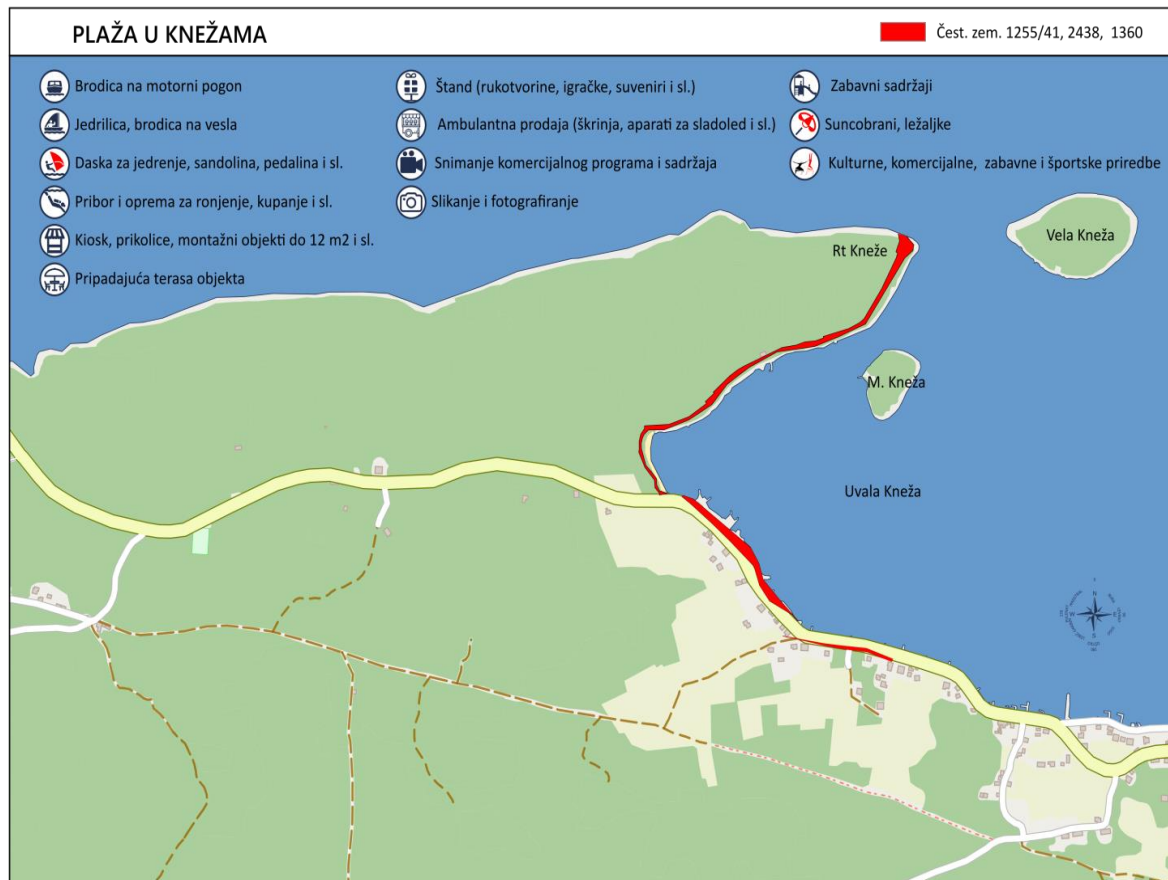 PLAŽA U KNEŽAMA
Čest. zem. 1255/41, 2438, 1360
Brodica na motorni pogon
Jedrilica, brodica na vesla
Daska za jedrenje, sandolina, pedalina i sl.
Pribor i oprema za ronjenje, kupanje i sl.
Kiosk, prikolice, montažni objekti do 12 m2 i sl.
Pripadajuća terasa objekta
Štand (rukotvorine, igračke, suveniri i sl.)
Ambulantna prodaja (škrinja, aparati za sladoled i sl.)
Snimanje komercijalnog programa i sadržaja
Slikanje i fotografiranje
Zabavni sadržaji
Suncobrani, ležaljke
Kulturne, komercijalne, zabavne i športske priredbe
Rt Kneže
Vela Kneža
M. Kneža
Uvala Kneža
N
S